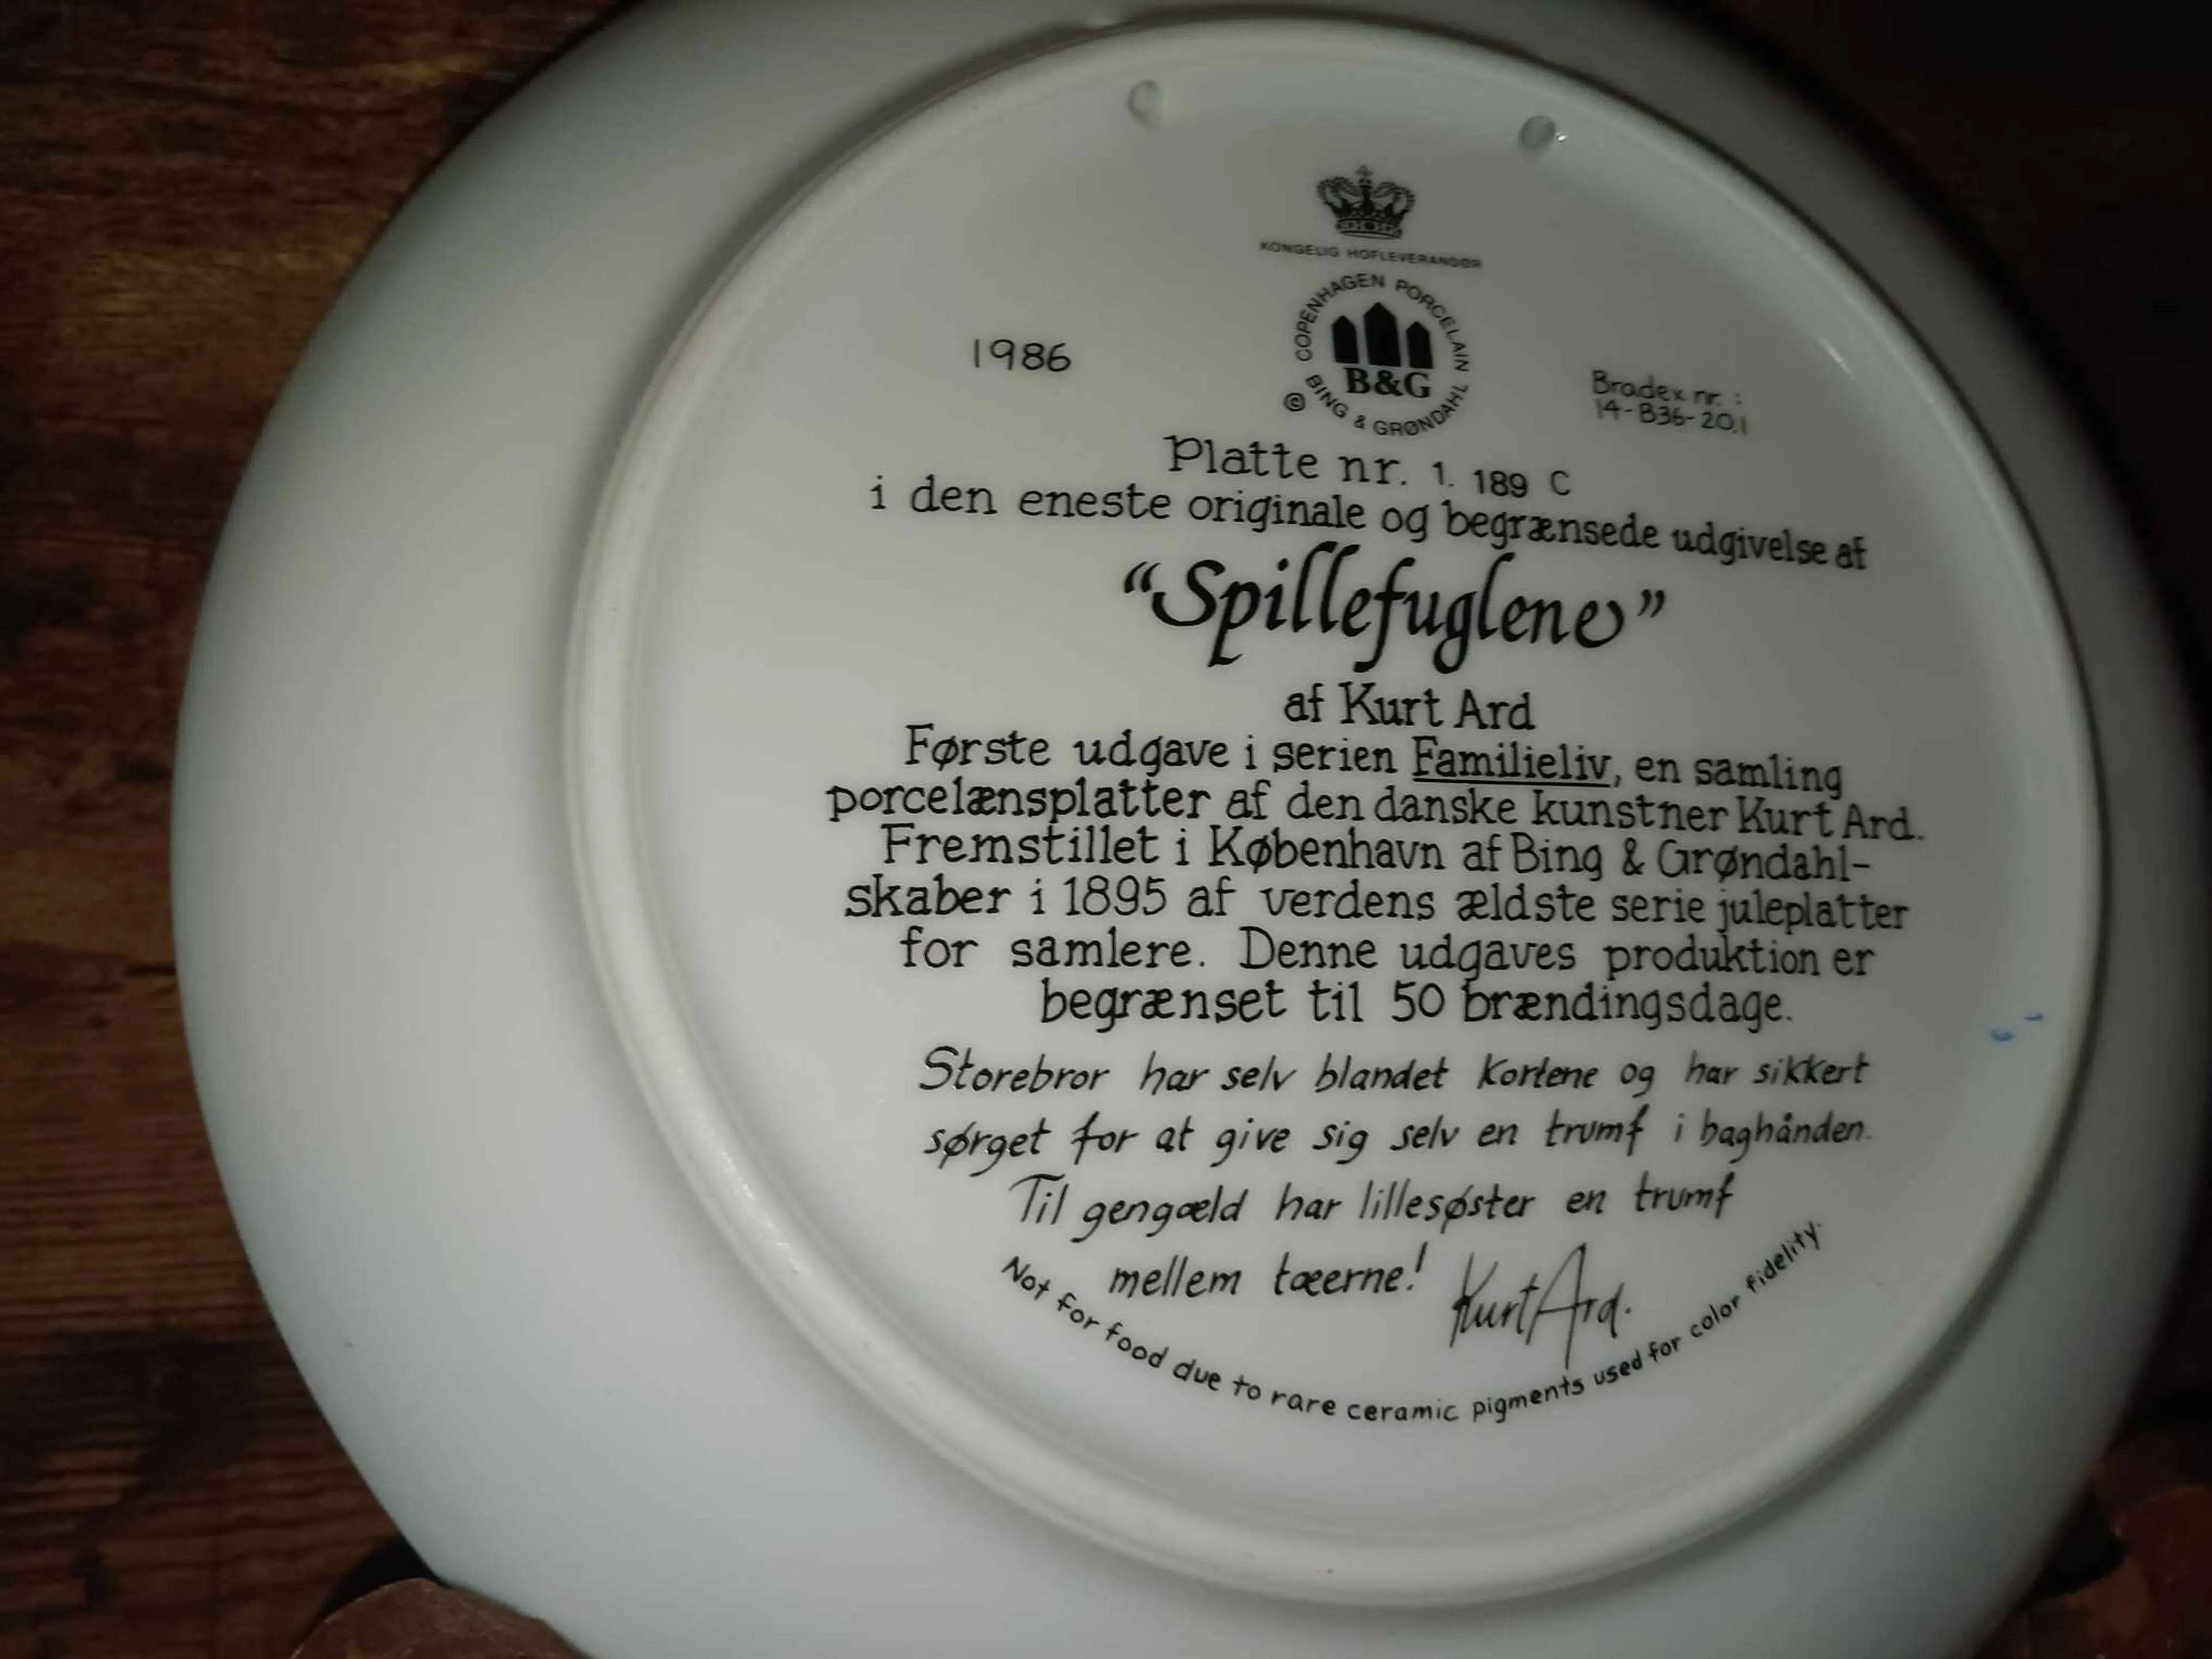 KONGELIG HOFLEVERANDØR
COPENHAGEN PORCELAIN
B&G
© BING & GRØNDAHL
1986
Bradex nr. :
14-B36-20.1
Platte nr. 1. 189 C
i den eneste originale og begrænsede udgivelse af
“Spillefuglene”
af Kurt Ard
Første udgave i serien Familieliv, en samling
porcelænsplatter af den danske kunstner Kurt Ard.
Fremstillet i København af Bing & Grøndahl-
skaber i 1895 af verdens ældste serie juleplatter
for samlere. Denne udgaves produktion er
begrænset til 50 brændingsdage.
Storebror har selv blandet kortene og har sikkert
sørget for at give sig selv en trumf i baghånden.
Til gengæld har lillesøster en trumf
mellem tæerne!
Kurt Ard.
Not for food due to rare ceramic pigments used for color fidelity.